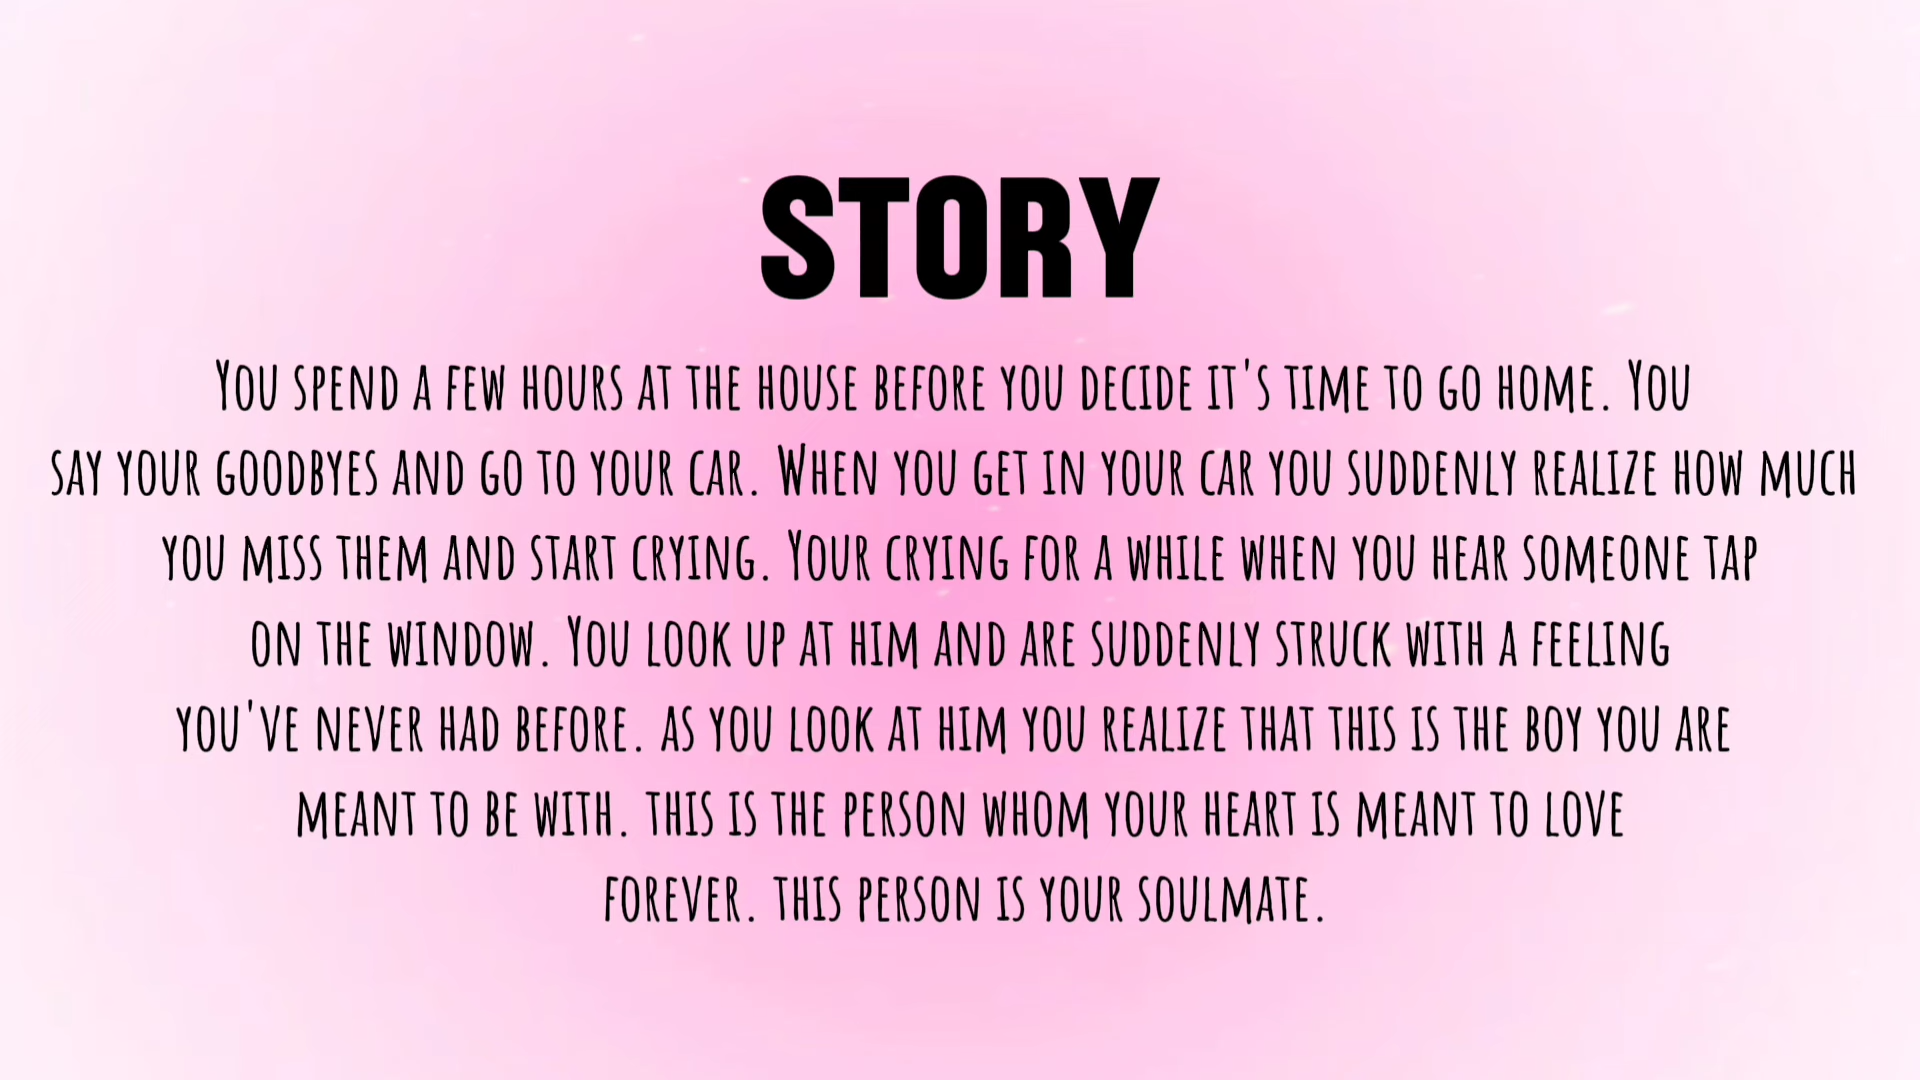 STORY
You spend a few hours at the house before you decide it's time to go home. You
say your goodbyes and go to your car. When you get in your car you suddenly realize how much
you miss them and start crying. Your crying for a while when you hear someone tap
on the window. You look up at him and are suddenly struck with a feeling
you've never had before. as you look at him you realize that this is the boy you are
meant to be with. this is the person whom your heart is meant to love
forever. this person is your soulmate.